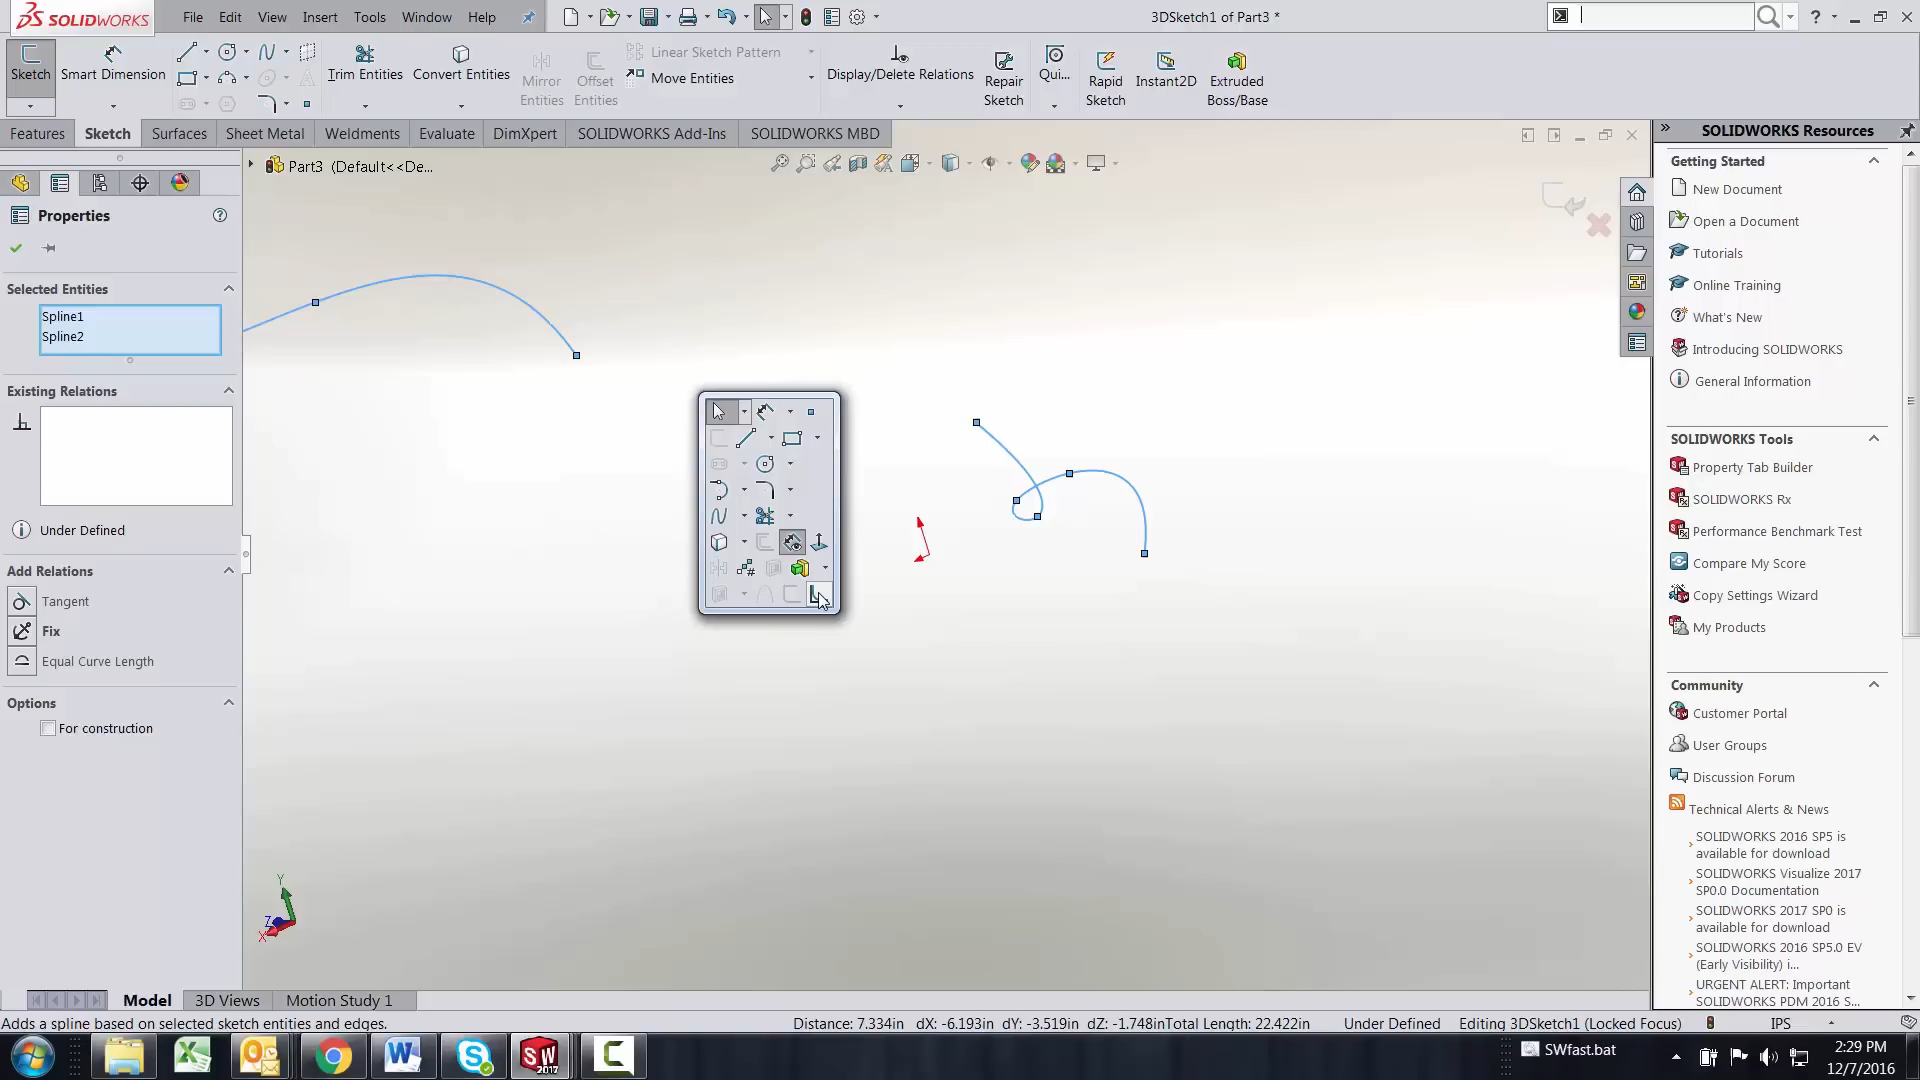 SOLIDWORKS
File Edit View Insert Tools Window Help
3DSketch1 of Part3 *
Sketch
Smart Dimension
Trim Entities
Convert Entities
Mirror Entities
Offset Entities
Linear Sketch Pattern
Move Entities
Display/Delete Relations
Repair Sketch
Qui...
Rapid Sketch
Instant2D
Extruded Boss/Base
Features Sketch Surfaces Sheet Metal Weldments Evaluate DimXpert SOLIDWORKS Add-Ins SOLIDWORKS MBD
Part3 (Default<<De...
Properties
Selected Entities
Spline1
Spline2
Existing Relations
Under Defined
Add Relations
Tangent
Fix
Equal Curve Length
Options
For construction
Y
Z
X
SOLIDWORKS Resources
Getting Started
New Document
Open a Document
Tutorials
Online Training
What's New
Introducing SOLIDWORKS
General Information
SOLIDWORKS Tools
Property Tab Builder
SOLIDWORKS Rx
Performance Benchmark Test
Compare My Score
Copy Settings Wizard
My Products
Community
Customer Portal
User Groups
Discussion Forum
Technical Alerts & News
SOLIDWORKS 2016 SP5 is
available for download
SOLIDWORKS Visualize 2017
SP0.0 Documentation
SOLIDWORKS 2017 SP0 is
available for download
SOLIDWORKS 2016 SP5.0 EV
(Early Visibility) i...
URGENT ALERT: Important
SOLIDWORKS PDM 2016 S...
Model 3D Views Motion Study 1
Adds a spline based on selected sketch entities and edges.
Distance: 7.334in dX: -6.193in dY: -3.519in dZ: -1.748inTotal Length: 22.422in Under Defined Editing 3DSketch1 (Locked Focus) IPS
SW 2017
SWfast.bat
2:29 PM
12/7/2016